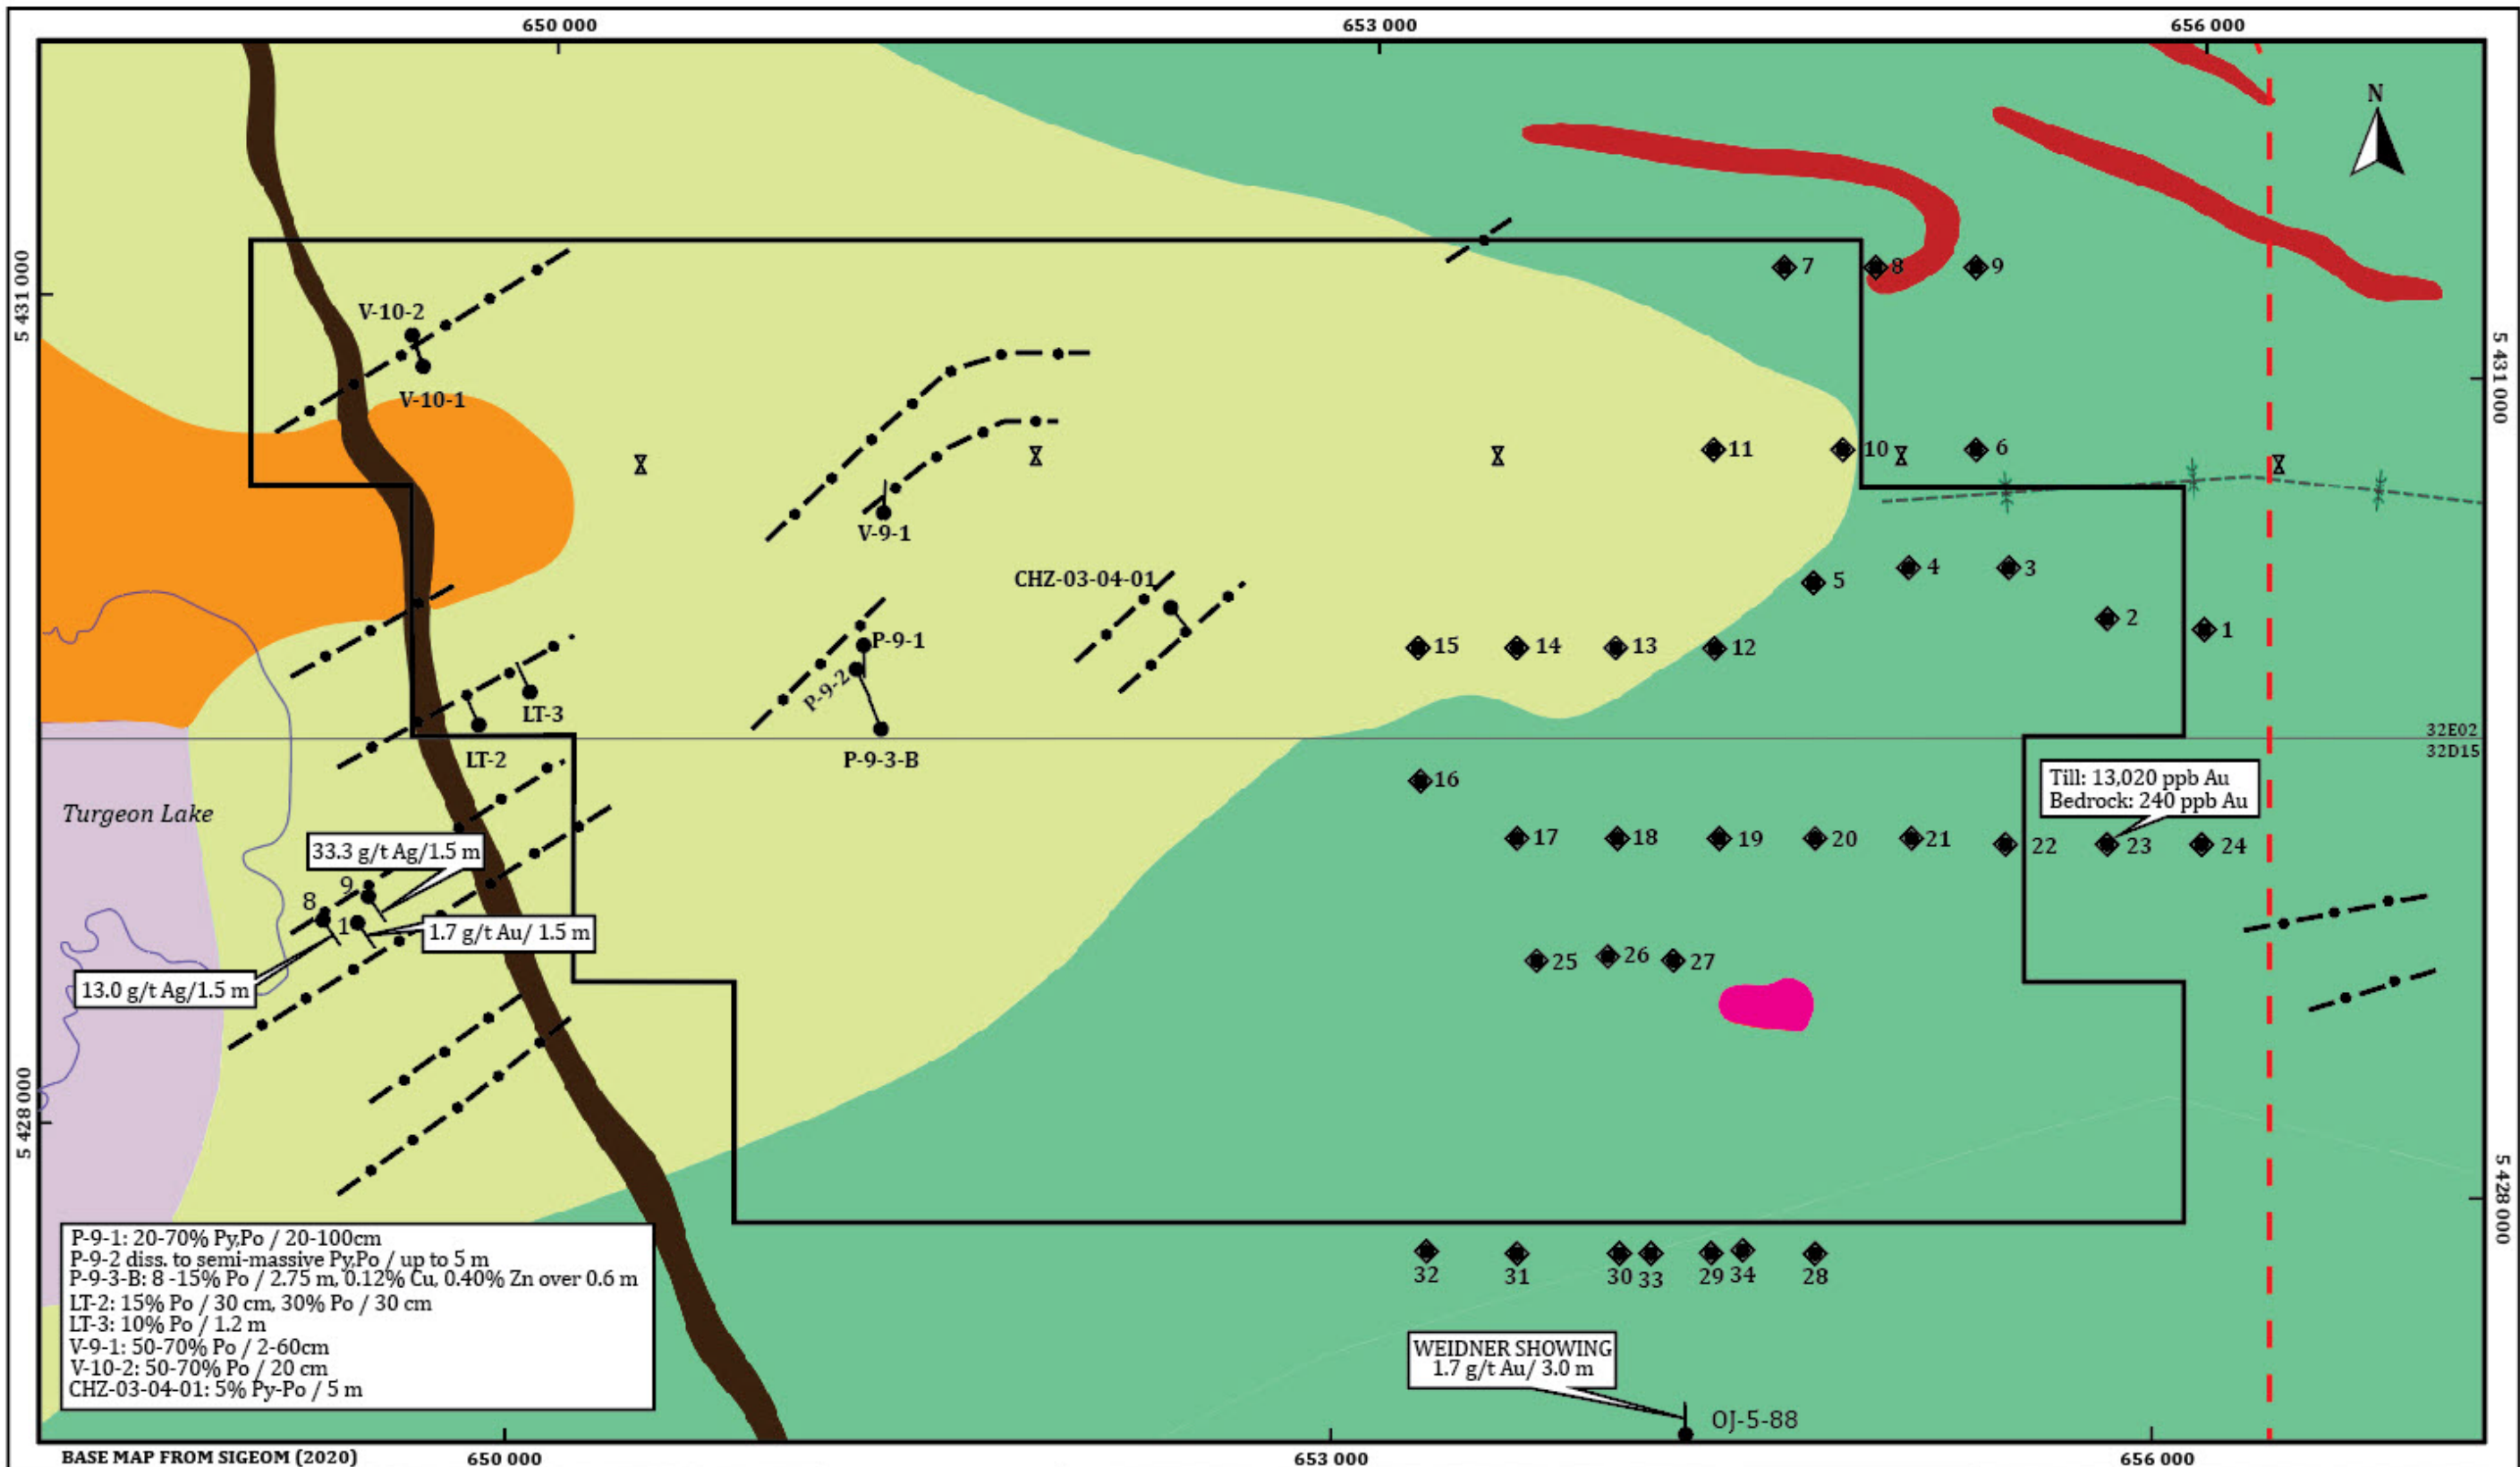 650 000
653 000
656 000
N
5 431 000
7
8
9
V-10-2
V-10-1
5 431 000
11
10
6
V-9-1
CHZ-03-04-01
5
4
3
2
1
P-9-1
P-9-2
15
14
13
12
LT-3
LT-2
P-9-3-B
32E02
32D15
16
Till: 13,020 ppb Au
Bedrock: 240 ppb Au
Turgeon Lake
17
18
19
20
21
22
23
24
33.3 g/t Ag/1.5 m
9
8
1
1.7 g/t Au/ 1.5 m
13.0 g/t Ag/1.5 m
25
26
27
5 428 000
5 428 000
P-9-1: 20-70% Py,Po / 20-100cm
P-9-2 diss. to semi-massive Py,Po / up to 5 m
P-9-3-B: 8 -15% Po / 2.75 m, 0.12% Cu, 0.40% Zn over 0.6 m
LT-2: 15% Po / 30 cm, 30% Po / 30 cm
LT-3: 10% Po / 1.2 m
V-9-1: 50-70% Po / 2-60cm
V-10-2: 50-70% Po / 20 cm
CHZ-03-04-01: 5% Py-Po / 5 m
32
31
30
33
29
34
28
WEIDNER SHOWING
1.7 g/t Au/ 3.0 m
OJ-5-88
BASE MAP FROM SIGEOM (2020)
650 000
653 000
656 000